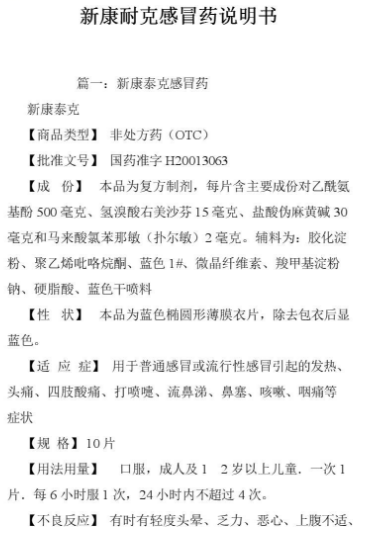 新康耐克感冒药说明书
篇一：新康泰克感冒药
新康泰克
【商品类型】 非处方药（OTC）
【批准文号】 国药准字 H20013063
【成 份】 本品为复方制剂，每片含主要成份对乙酰氨
基酚 500 毫克、氢溴酸右美沙芬 15 毫克、盐酸伪麻黄碱 30
毫克和马来酸氯苯那敏（扑尔敏）2 毫克。辅料为：胶化淀
粉、聚乙烯吡咯烷酮、蓝色 1#、微晶纤维素、羧甲基淀粉
钠、硬脂酸、蓝色干喷料
【性 状】 本品为蓝色椭圆形薄膜衣片，除去包衣后显
蓝色。
【适 应 症】 用于普通感冒或流行性感冒引起的发热、
头痛、四肢酸痛、打喷嚏、流鼻涕、鼻塞、咳嗽、咽痛等
症状
【规 格】 10 片
【用法用量】 口服，成人及 1 2 岁以上儿童．一次 1
片．每 6 小时服 1 次，24 小时内不超过 4 次。
【不良反应】 有时有轻度头晕、乏力、恶心、上腹不适、